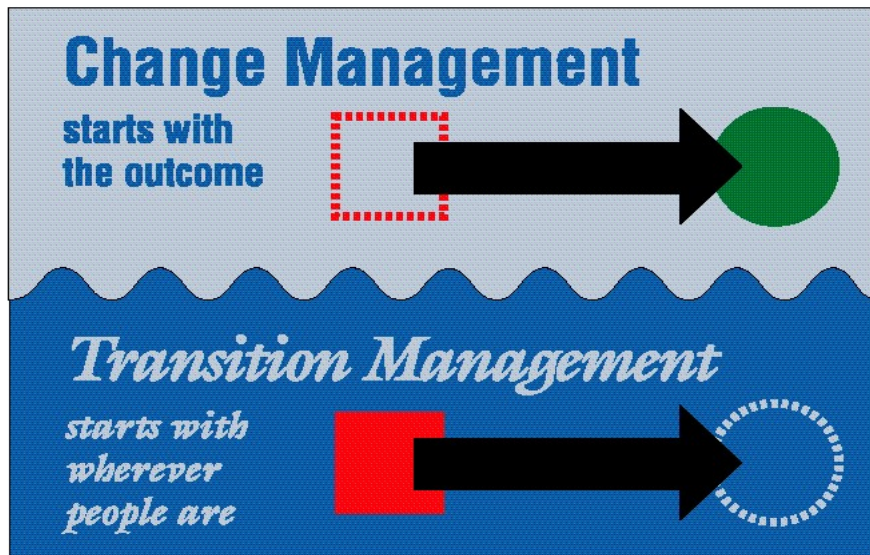 Change Management
starts with
the outcome
Transition Management
starts with
wherever
people are